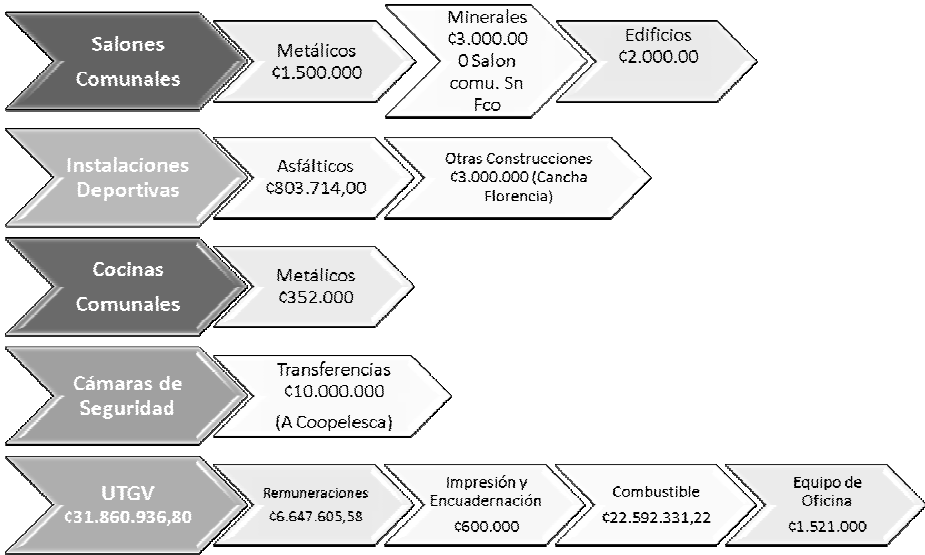 Salones
Comunales
Metálicos
₡1.500.000
Minerales
₡3.000.00
0 Salon
comu. Sn
Fco
Edificios
₡2.000.00
Instalaciones
Deportivas
Asfálticos
₡803.714,00
Otras Construcciones
₡3.000.000 (Cancha
Florencia)
Cocinas
Comunales
Metálicos
₡352.000
Cámaras de
Seguridad
Transferencias
₡10.000.000
(A Coopelesca)
UTGV
₡31.860.936,80
Remuneraciones
₡6.647.605,58
Impresión y
Encuadernación
₡600.000
Combustible
₡22.592.331,22
Equipo de
Oficina
₡1.521.000